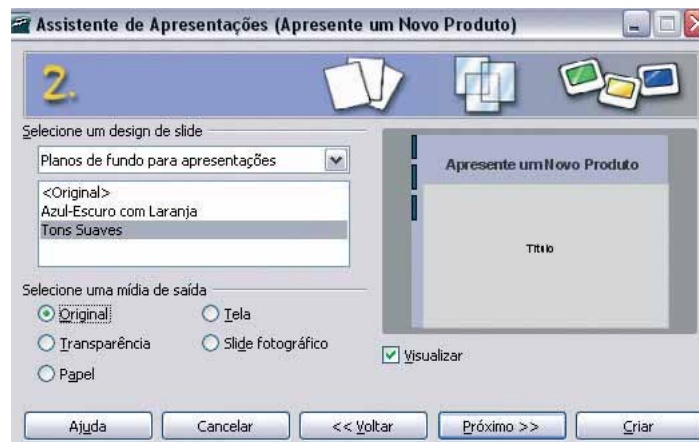 Assistente de Apresentações (Apresente um Novo Produto)
2.
Selecione um design de slide
Planos de fundo para apresentações
<Original>
Azul-Escuro com Laranja
Tons Suaves
Apresente um Novo Produto
Título
Selecione uma mídia de saída
Original
Tela
Transparência
Slide fotográfico
Papel
Visualizar
Ajuda
Cancelar
<< Voltar
Próximo >>
Criar